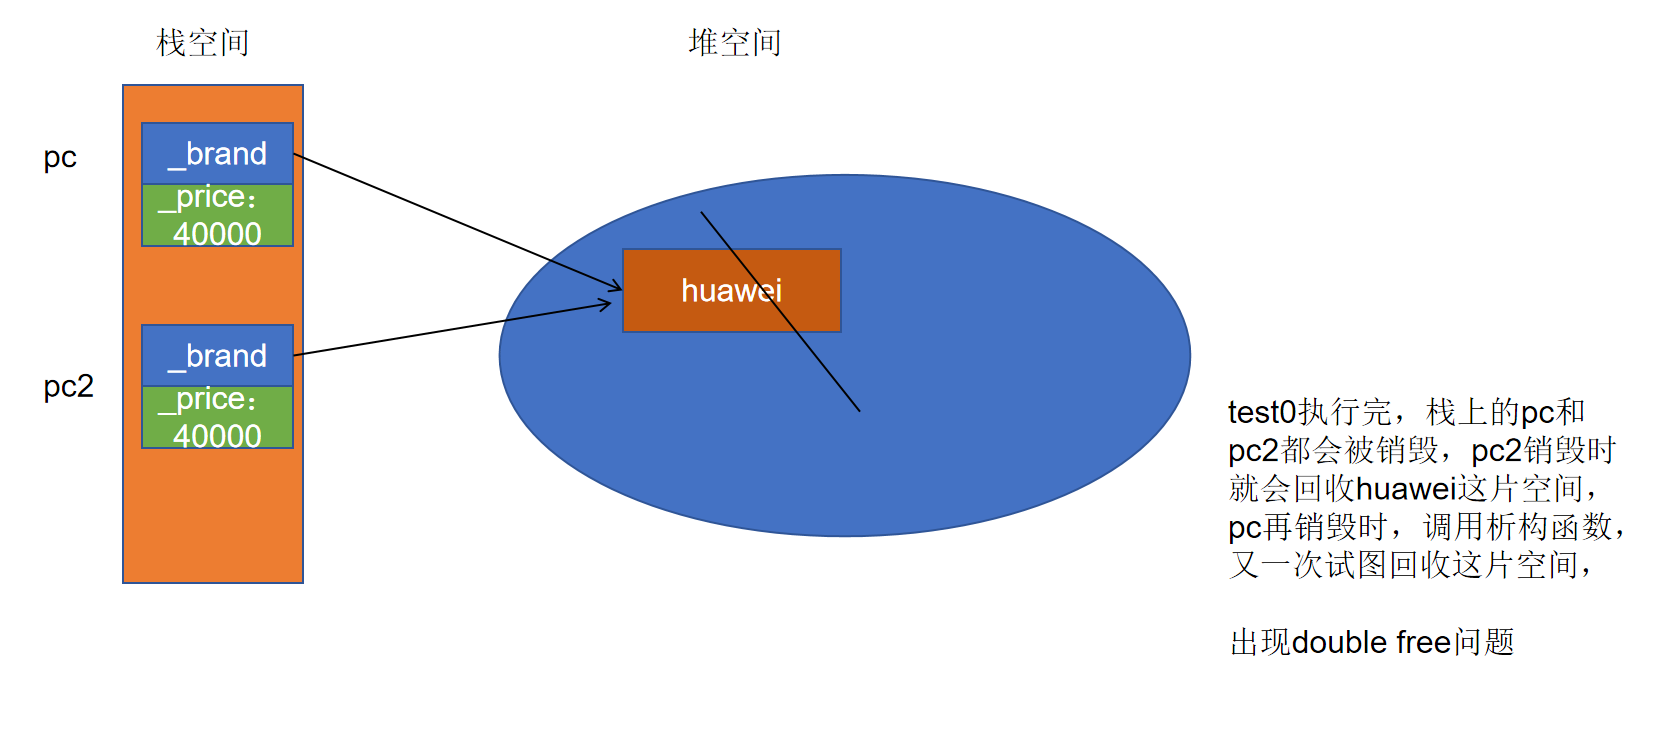 栈空间
堆空间
pc
_brand
_price：
40000
huawei
pc2
_brand
_price：
40000
test0执行完，栈上的pc和
pc2都会被销毁，pc2销毁时
就会回收huawei这片空间，
pc再销毁时，调用析构函数，
又一次试图回收这片空间，
出现double free问题